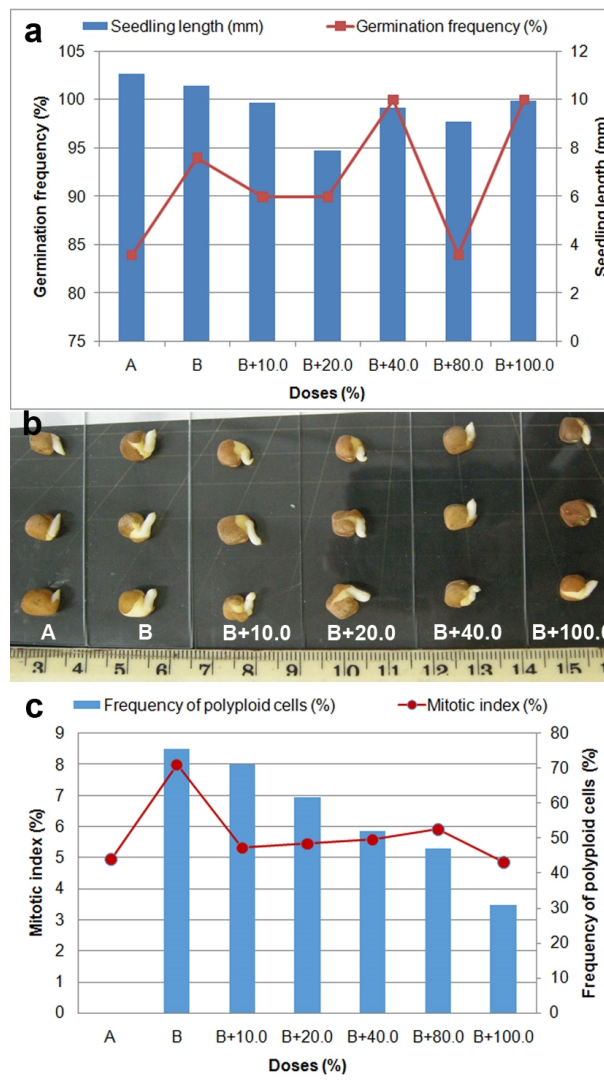 a
Seedling length (mm) Germination frequency (%)
105 100 95 90 85 80 75
Germination frequency (%)
12 10 8 6 4 2 0
Seedling length (mm)
A B B+10.0 B+20.0 B+40.0 B+80.0 B+100.0
Doses (%)
b
A B B+10.0 B+20.0 B+40.0 B+100.0
3 4 5 6 7 8 9 10 11 12 13 14 15
c
Frequency of polyploid cells (%) Mitotic index (%)
9 8 7 6 5 4 3 2 1 0
Mitotic index (%)
80 70 60 50 40 30 20 10 0
Frequency of polyploid cells (%)
A B B+10.0 B+20.0 B+40.0 B+80.0 B+100.0
Doses (%)